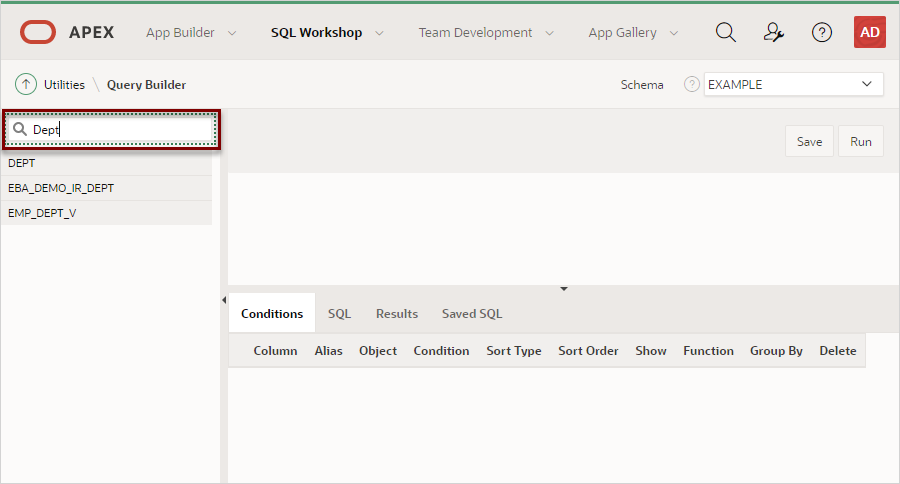 APEX App Builder SQL Workshop Team Development App Gallery AD
Utilities Query Builder Schema EXAMPLE
Dept
Save Run
DEPT
EBA_DEMO_IR_DEPT
EMP_DEPT_V
Conditions SQL Results Saved SQL
Column Alias Object Condition Sort Type Sort Order Show Function Group By Delete